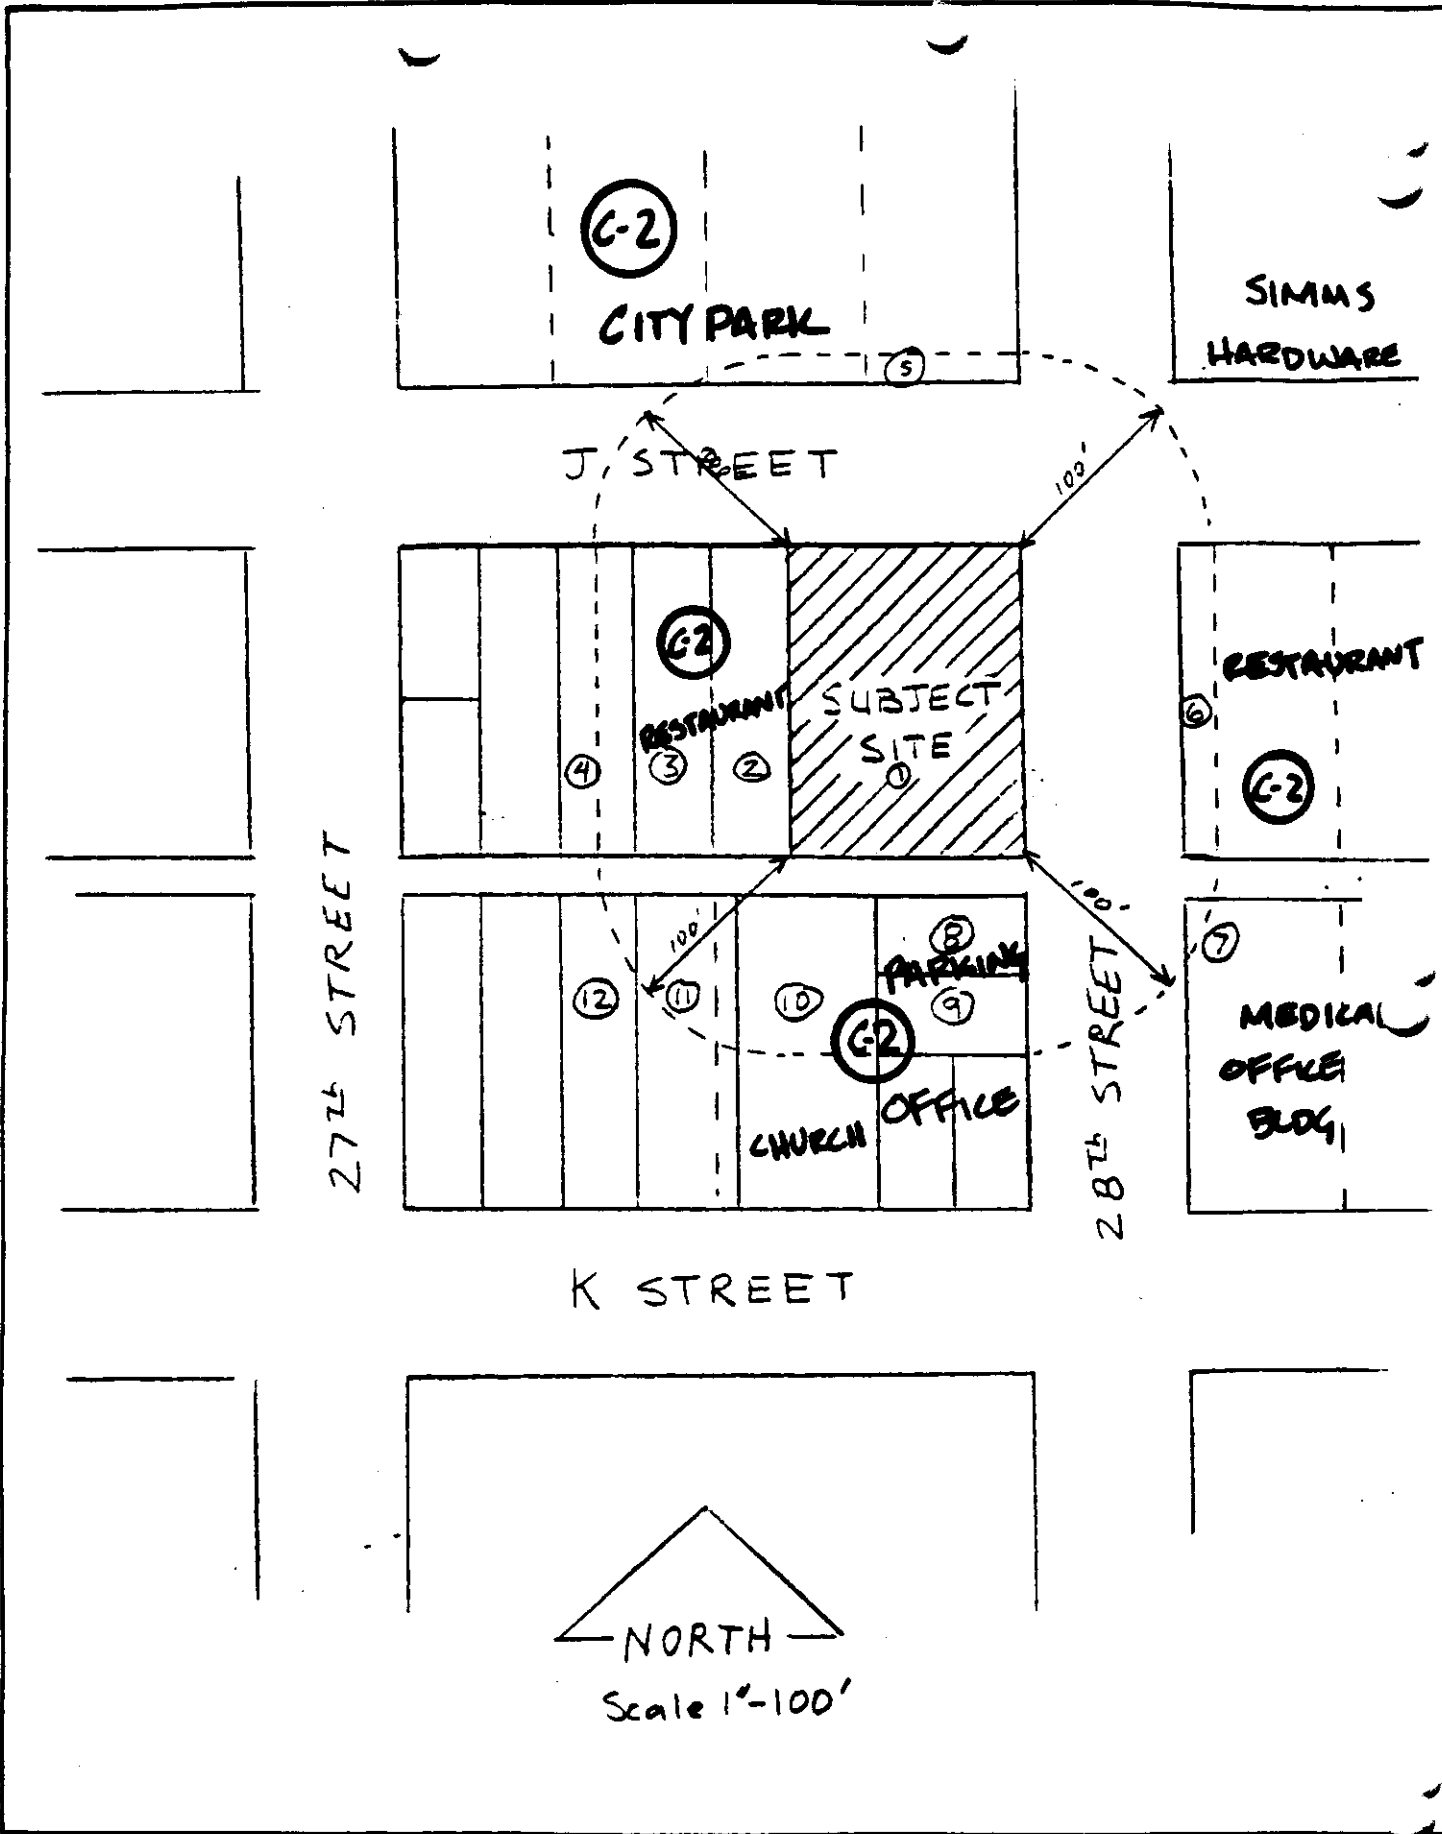 C-2
CITY PARK
SIMMS
HARDWARE
5
J STREET
100'
C-2
RESTAURANT
SUBJECT
SITE
1
2
3
4
RESTAURANT
6
C-2
27th STREET
100'
100'
8
PARKING
9
10
11
12
C-2
OFFICE
CHURCH
28th STREET
7
MEDICAL
OFFICE
BLDG
K STREET
NORTH
Scale 1"-100'